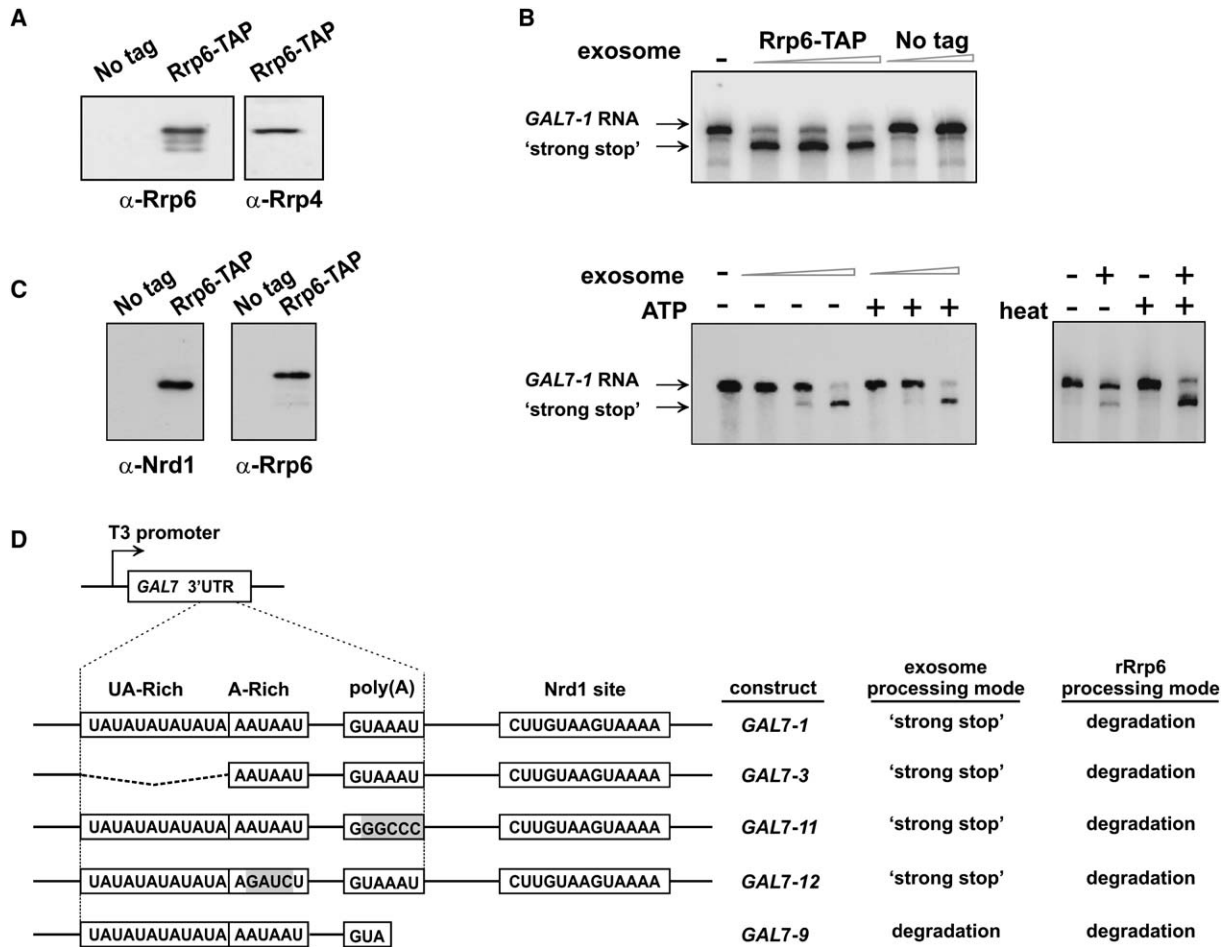 A
No tag
Rrp6-TAP
Rrp6-TAP
α-Rrp6
α-Rrp4
B
exosome
-
Rrp6-TAP
No tag
GAL7-1 RNA
‘strong stop’
C
No tag
Rrp6-TAP
No tag
Rrp6-TAP
α-Nrd1
α-Rrp6
exosome
-
ATP
- - - - + + +
GAL7-1 RNA
‘strong stop’
- + - +
heat - - + +
D
T3 promoter
GAL7 3’UTR
UA-Rich A-Rich poly(A) Nrd1 site construct exosome processing mode rRrp6 processing mode
UAUAUAUAUAUA AAUAAU GUAAAU CUUGUAAGUAAAA GAL7-1 ‘strong stop’ degradation
AAUAAU GUAAAU CUUGUAAGUAAAA GAL7-3 ‘strong stop’ degradation
UAUAUAUAUAUA AAUAAU GGGCCC CUUGUAAGUAAAA GAL7-11 ‘strong stop’ degradation
UAUAUAUAUAUA AGAUCU GUAAAU CUUGUAAGUAAAA GAL7-12 ‘strong stop’ degradation
UAUAUAUAUAUA AAUAAU GUA GAL7-9 degradation degradation